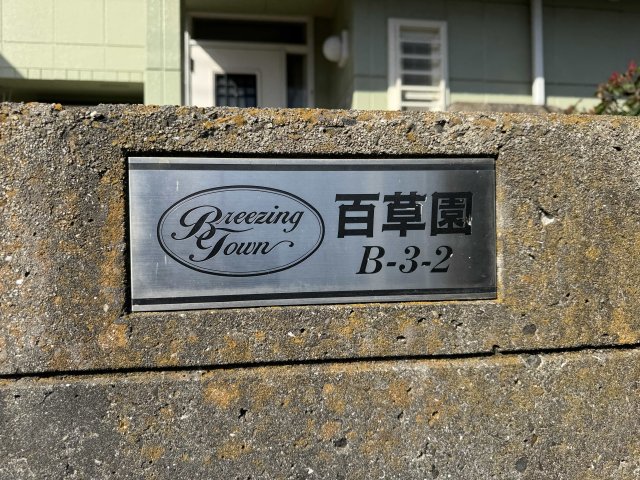 Breezing
Town
百草園
B-3-2